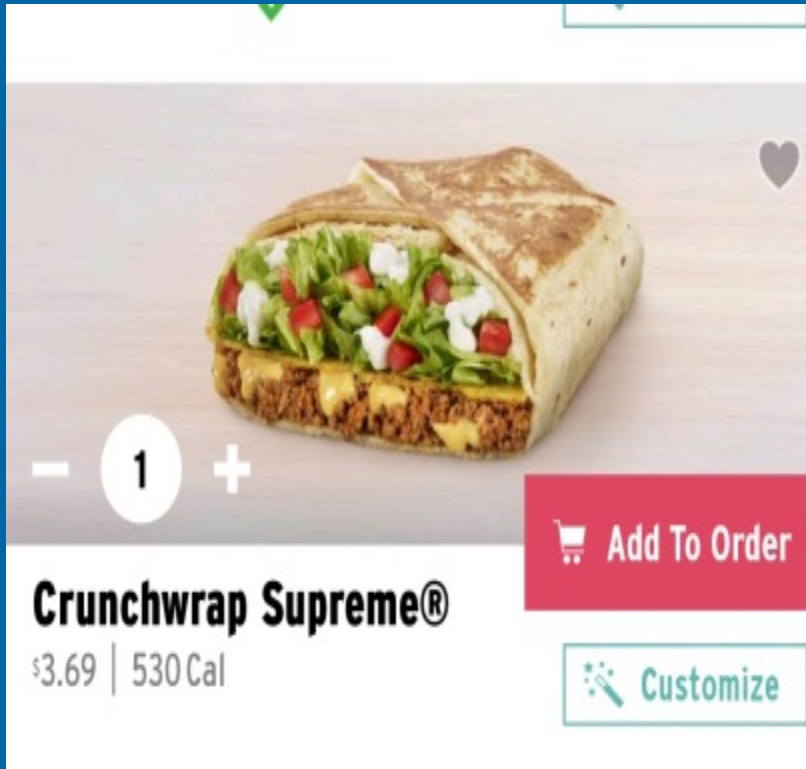 1
Add To Order
Crunchwrap Supreme®
$3.69 | 530 Cal
Customize